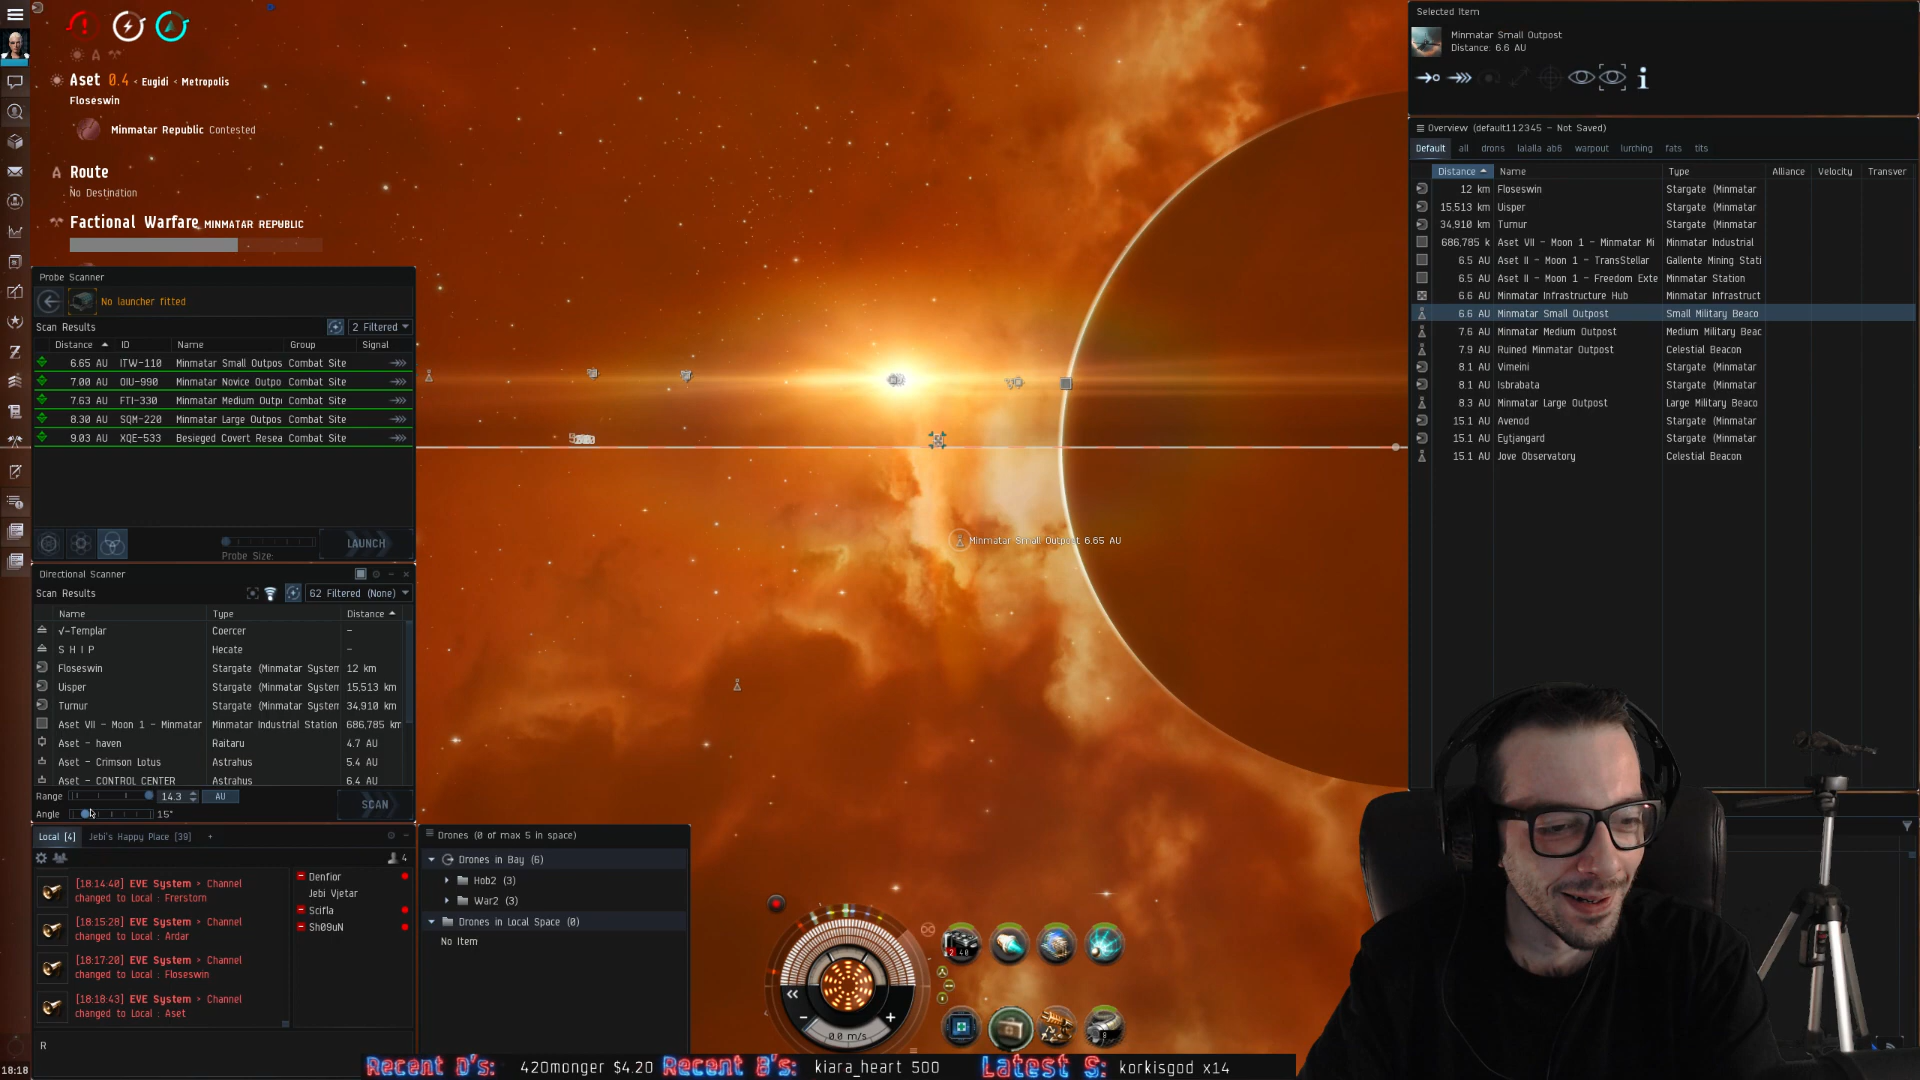 Aset 0.4 < Eugidi < Metropolis
Floseswin
Minmatar Republic Contested
Route
No Destination
Factional Warfare MINMATAR REPUBLIC
Probe Scanner
No launcher fitted
Scan Results
2 Filtered
Distance ID Name Group Signal
6.65 AU ITW-110 Minmatar Small Outpos Combat Site
7.00 AU OIU-990 Minmatar Novice Outpo Combat Site
7.63 AU FTI-330 Minmatar Medium Outp Combat Site
8.30 AU SQM-220 Minmatar Large Outpos Combat Site
9.03 AU XQE-533 Besieged Covert Resea Combat Site
Probe Size:
LAUNCH
Directional Scanner
Scan Results
62 Filtered (None)
Name Type Distance
√-Templar Coercer –
S H I P Hecate –
Floseswin Stargate (Minmatar System 12 km
Uisper Stargate (Minmatar System 15,513 km
Turnur Stargate (Minmatar System 34,910 km
Aset VII - Moon 1 - Minmatar Minmatar Industrial Station 686,785 km
Aset - haven Raitaru 4.7 AU
Aset - Crimson Lotus Astrahus 5.4 AU
Aset - CONTROL CENTER Astrahus 6.4 AU
Range 14.3 AU
Angle 15°
SCAN
Local [4] Jebi's Happy Place [39] +
4
[18:14:40] EVE System > Channel
changed to Local : Frerstorn
[18:15:28] EVE System > Channel
changed to Local : Ardar
[18:17:20] EVE System > Channel
changed to Local : Floseswin
[18:18:43] EVE System > Channel
changed to Local : Aset
Denfior
Jebi Vjetar
Scifla
Sh09uN
R
18:18
Drones (0 of max 5 in space)
Drones in Bay (6)
Hob2 (3)
War2 (3)
Drones in Local Space (0)
No Item
Minmatar Small Outpost 6.65 AU
0.0 m/s
Selected Item
Minmatar Small Outpost
Distance: 6.6 AU
Overview (default112345 - Not Saved)
Default all drons lalalla ab6 warpout lurching fats tits
Distance Name Type Alliance Velocity Transver
12 km Floseswin Stargate (Minmatar
15,513 km Uisper Stargate (Minmatar
34,910 km Turnur Stargate (Minmatar
686,785 k Aset VII - Moon 1 - Minmatar Mi Minmatar Industrial
6.5 AU Aset II - Moon 1 - TransStellar Gallente Mining Stati
6.5 AU Aset II - Moon 1 - Freedom Exte Minmatar Station
6.6 AU Minmatar Infrastructure Hub Minmatar Infrastruct
6.6 AU Minmatar Small Outpost Small Military Beaco
7.6 AU Minmatar Medium Outpost Medium Military Beac
7.9 AU Ruined Minmatar Outpost Celestial Beacon
8.1 AU Vimeini Stargate (Minmatar
8.1 AU Isbrabata Stargate (Minmatar
8.3 AU Minmatar Large Outpost Large Military Beaco
15.1 AU Avenod Stargate (Minmatar
15.1 AU Eytjangard Stargate (Minmatar
15.1 AU Jove Observatory Celestial Beacon
Recent D's: 420monger $4.20 Recent B's: kiara_heart 500 Latest S: korkisgod x14